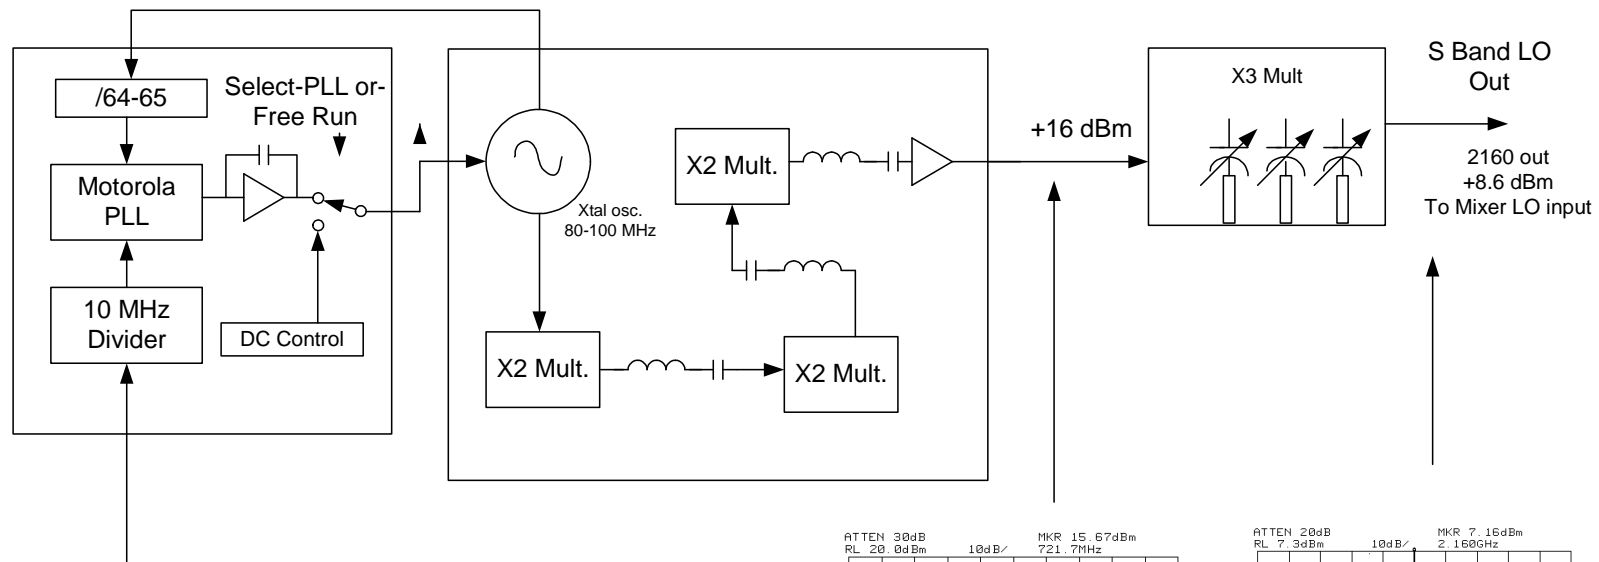 /64-65
Select-PLL or-
Free Run
Motorola
PLL
10 MHz
Divider
DC Control
Xtal osc.
80-100 MHz
X2 Mult.
X2 Mult.
X2 Mult.
+16 dBm
X3 Mult
S Band LO
Out
2160 out
+8.6 dBm
To Mixer LO input
ATTEN 30dB MKR 15.67dBm
RL 20.0dBm 10dB/ 721.7MHz
ATTEN 20dB MKR 7.16dBm
RL 7.3dBm 10dB/ 2.160GHz